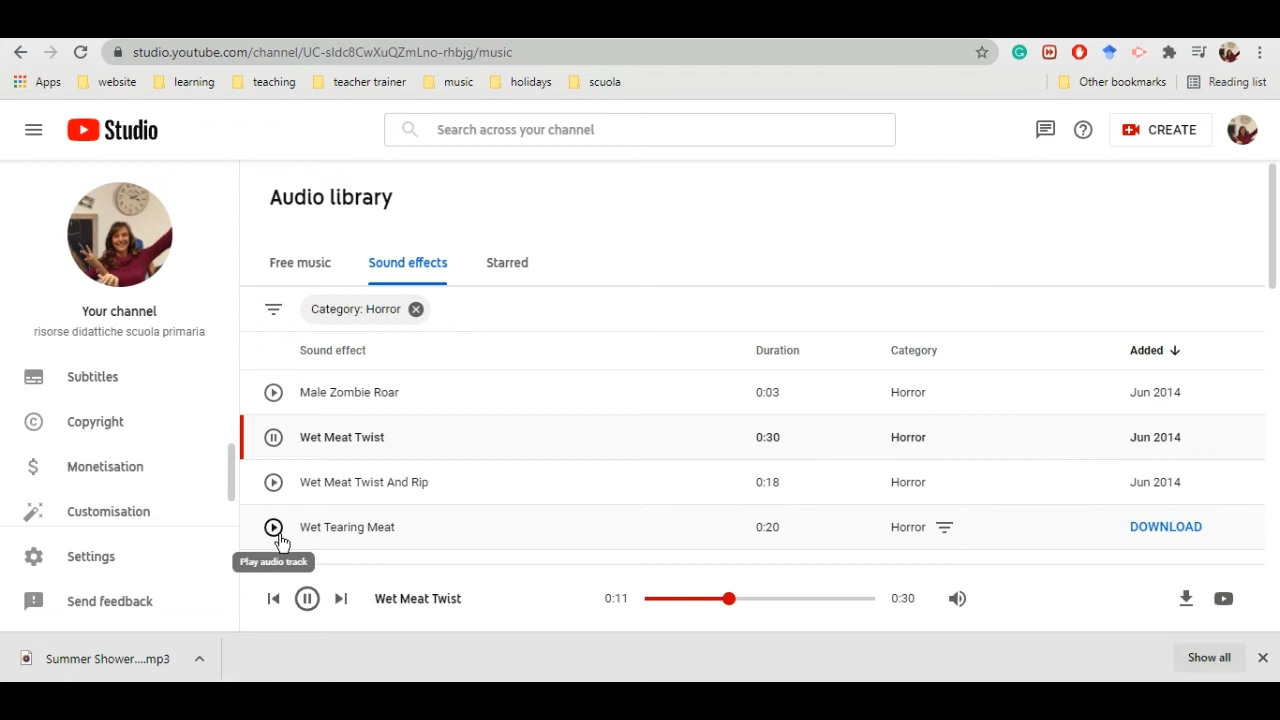 studio.youtube.com/channel/UC-sIdc8CwXuQZmLno-rhbjg/music
Apps website learning teaching teacher trainer music holidays scuola Other bookmarks Reading list
Studio Search across your channel CREATE
Audio library
Free music Sound effects Starred
Your channel
risorse didattiche scuola primaria
Subtitles
Copyright
Monetisation
Customisation
Settings
Send feedback
Category: Horror
Sound effect Duration Category Added
Male Zombie Roar 0:03 Horror Jun 2014
Wet Meat Twist 0:30 Horror Jun 2014
Wet Meat Twist And Rip 0:18 Horror Jun 2014
Wet Tearing Meat 0:20 Horror DOWNLOAD
Play audio track
Wet Meat Twist 0:11 0:30
Summer Shower....mp3 Show all